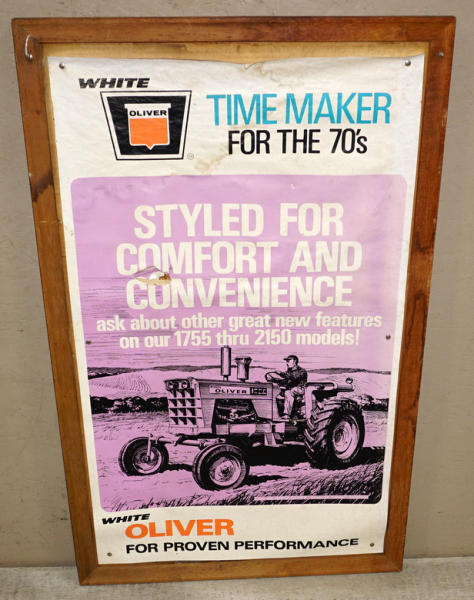 WHITE
OLIVER
TIME MAKER
FOR THE 70's
STYLED FOR
COMFORT AND
CONVENIENCE
ask about other great new features
on our 1755 thru 2150 models!
OLIVER
WHITE
OLIVER
FOR PROVEN PERFORMANCE